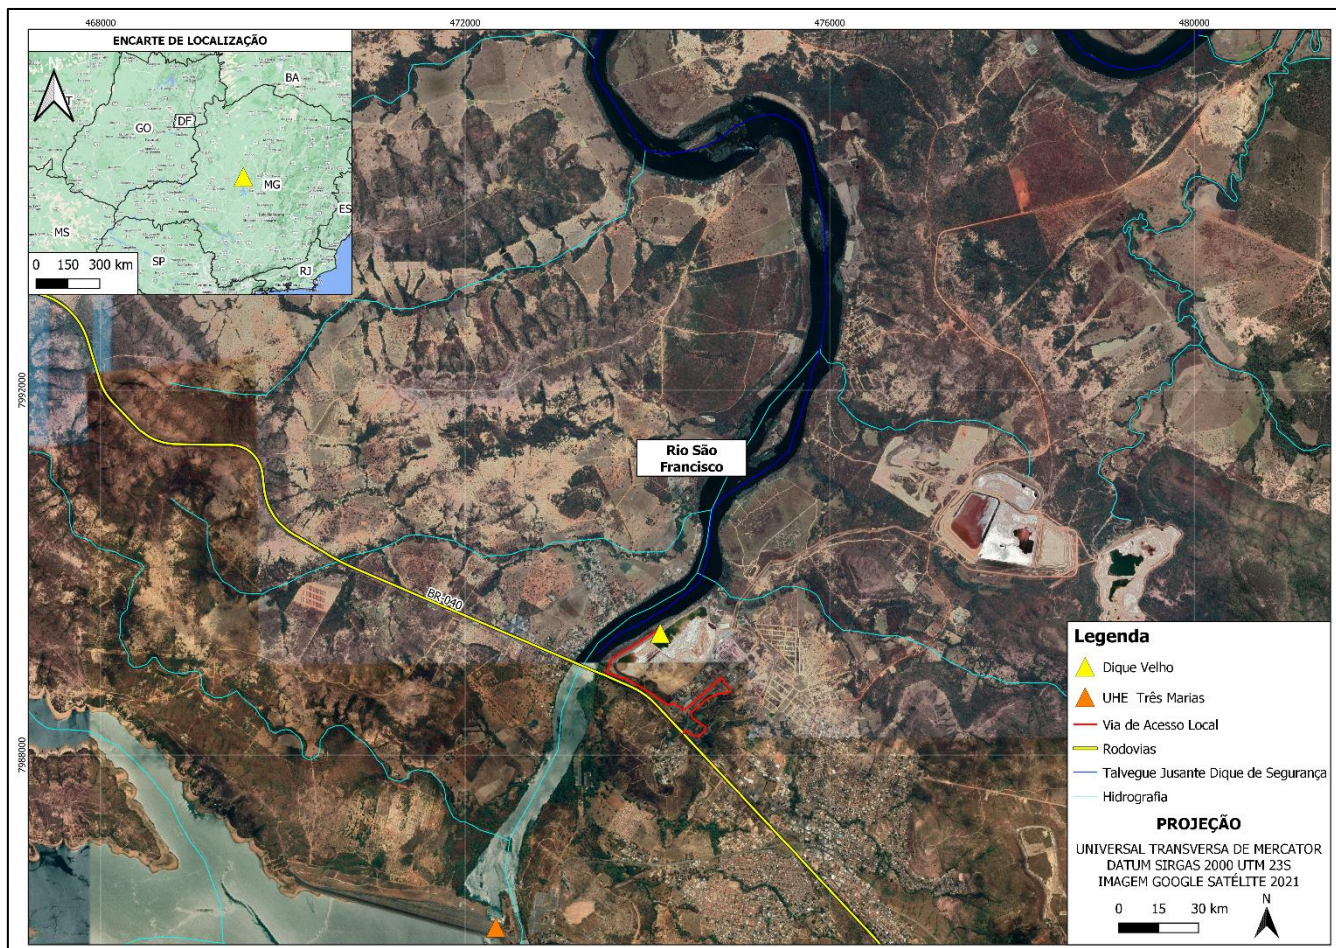 468000
472000
476000
480000
ENCARTE DE LOCALIZAÇÃO
N
BA
GO
DF
MG
ES
MS
SP
RJ
0 150 300 km
7992000
7992000
Rio São
Francisco
BR-040
7988000
Legenda
Dique Velho
UHE Três Marias
Via de Acesso Local
Rodovias
Talvegue Jusante Dique de Segurança
Hidrografia
PROJEÇÃO
UNIVERSAL TRANSVERSA DE MERCATOR
DATUM SIRGAS 2000 UTM 23S
IMAGEM GOOGLE SATÉLITE 2021
N
0 15 30 km